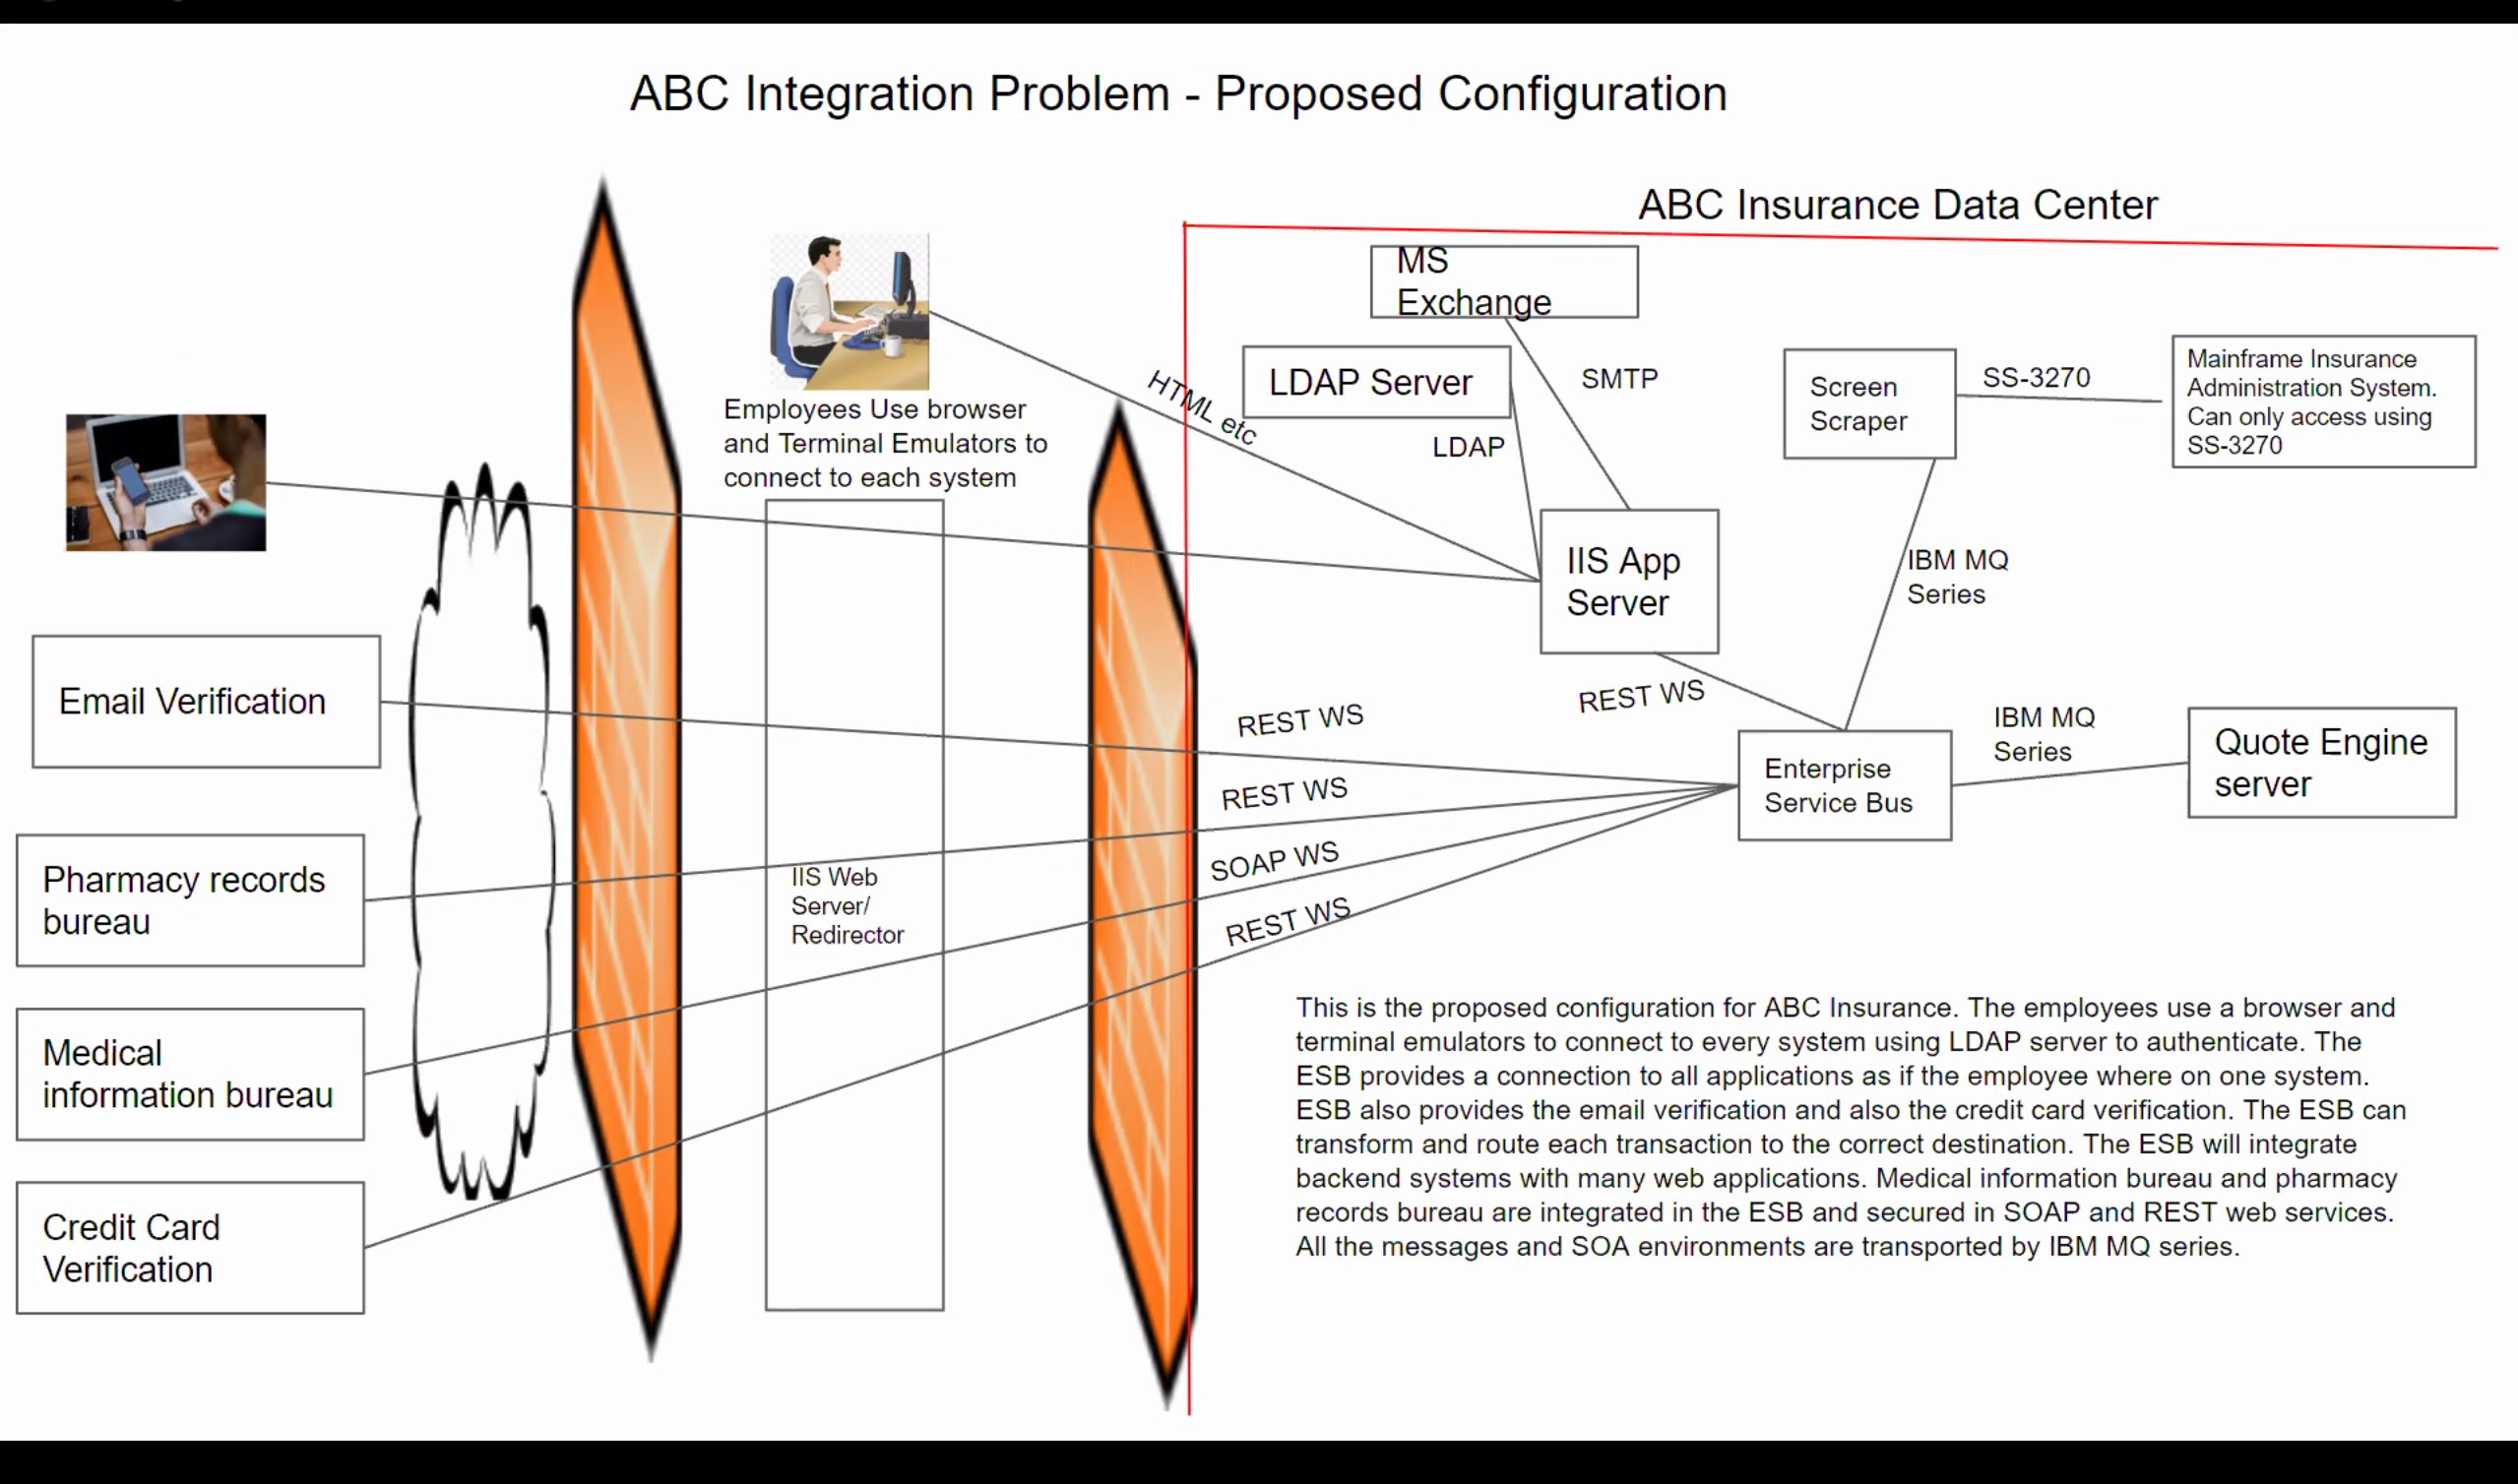 ABC Integration Problem - Proposed Configuration
ABC Insurance Data Center
MS
Exchange
LDAP Server
SMTP
LDAP
HTML etc
Screen
Scraper
SS-3270
Mainframe Insurance
Administration System.
Can only access using
SS-3270
Employees Use browser
and Terminal Emulators to
connect to each system
IIS App
Server
IBM MQ
Series
Email Verification
REST WS
REST WS
IBM MQ
Series
Enterprise
Service Bus
Quote Engine
server
REST WS
Pharmacy records
bureau
IIS Web
Server/
Redirector
SOAP WS
REST WS
Medical
information bureau
Credit Card
Verification
This is the proposed configuration for ABC Insurance. The employees use a browser and
terminal emulators to connect to every system using LDAP server to authenticate. The
ESB provides a connection to all applications as if the employee where on one system.
ESB also provides the email verification and also the credit card verification. The ESB can
transform and route each transaction to the correct destination. The ESB will integrate
backend systems with many web applications. Medical information bureau and pharmacy
records bureau are integrated in the ESB and secured in SOAP and REST web services.
All the messages and SOA environments are transported by IBM MQ series.